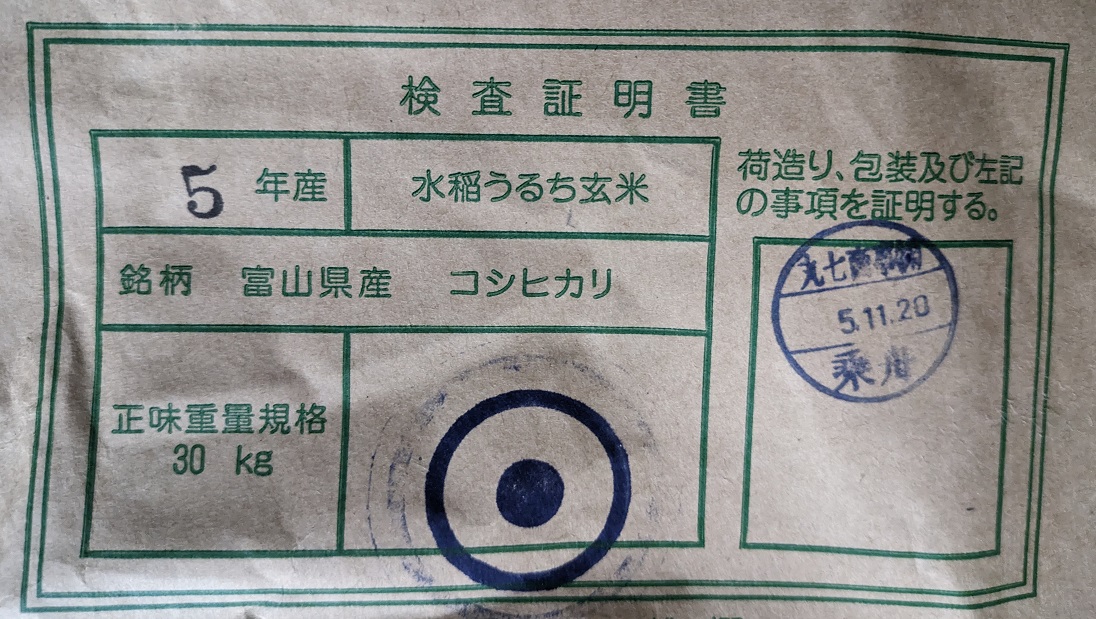 検査証明書
5年産
水稲うるち玄米
荷造り、包装及び左記
の事項を証明する。
銘柄 富山県産 コシヒカリ
正味重量規格
30 kg
丸七
5.11.20